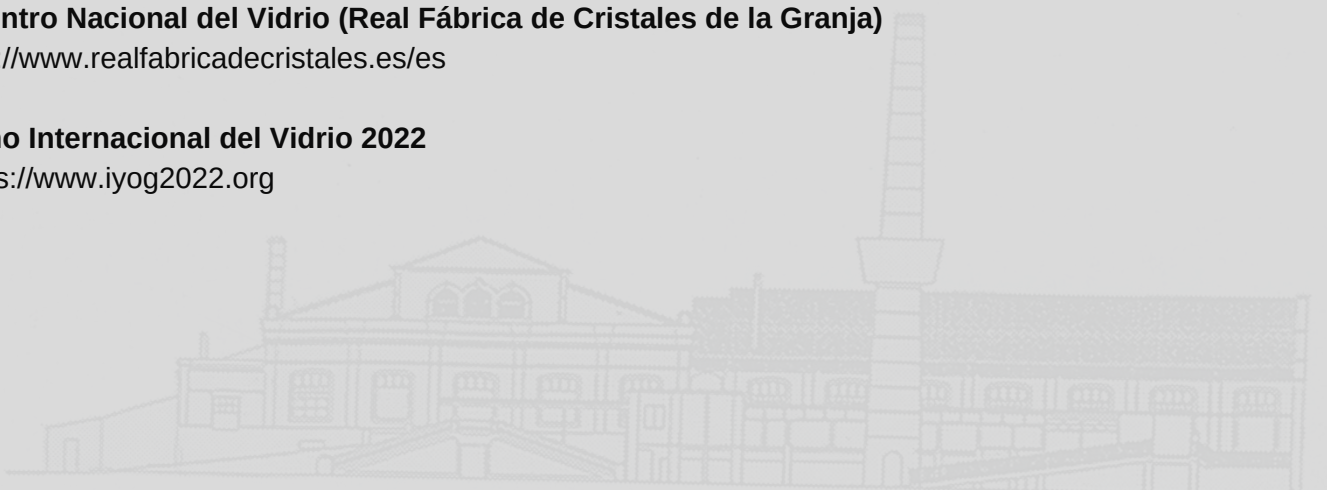 ntro Nacional del Vidrio (Real Fábrica de Cristales de la Granja)
://www.realfabricadecristales.es/es
o Internacional del Vidrio 2022
s://www.iyog2022.org